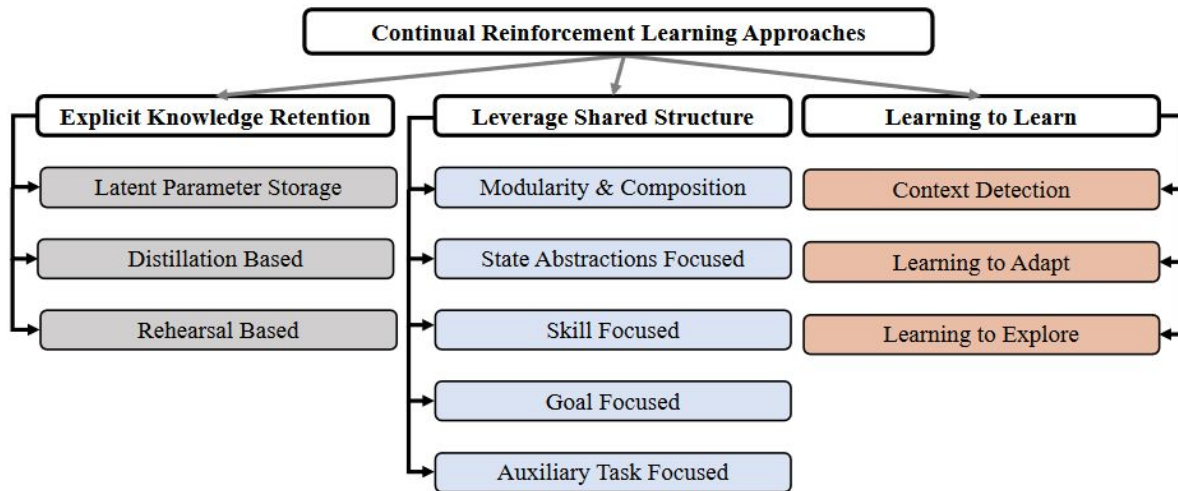 Continual Reinforcement Learning Approaches
Explicit Knowledge Retention
Latent Parameter Storage
Distillation Based
Rehearsal Based
Leverage Shared Structure
Modularity & Composition
State Abstractions Focused
Skill Focused
Goal Focused
Auxiliary Task Focused
Learning to Learn
Context Detection
Learning to Adapt
Learning to Explore